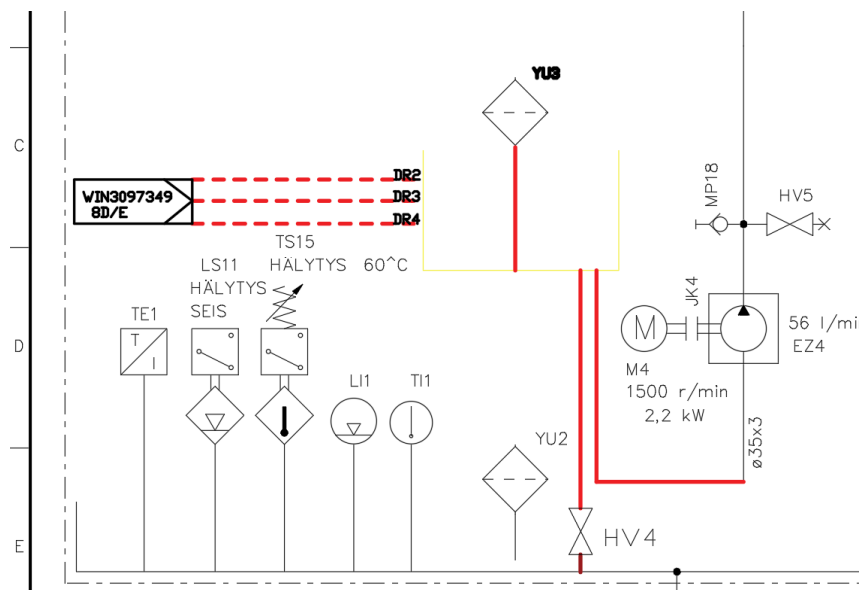 C
D
E
YU3
WIN3097349
8D/E
DR2
DR3
DR4
MP18
HV5
TS15
HÄLYTYS 60^C
LS11
HÄLYTYS
SEIS
TE1
T
I
LI1
TI1
JK4
M
M4
1500 r/min
2,2 kW
56 l/mi
EZ4
ø35x3
YU2
HV4